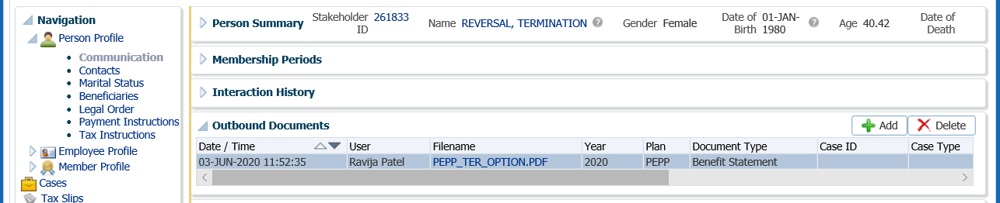 Navigation
Person Profile
Communication
Contacts
Marital Status
Beneficiaries
Legal Order
Payment Instructions
Tax Instructions
Employee Profile
Member Profile
Cases
Tax Slips
Person Summary Stakeholder ID 261833 Name REVERSAL, TERMINATION Gender Female Date of Birth 01-JAN-1980 Age 40.42 Date of Death
Membership Periods
Interaction History
Outbound Documents Add Delete
Date / Time User Filename Year Plan Document Type Case ID Case Type
03-JUN-2020 11:52:35 Ravija Patel PEPP_TER_OPTION.PDF 2020 PEPP Benefit Statement